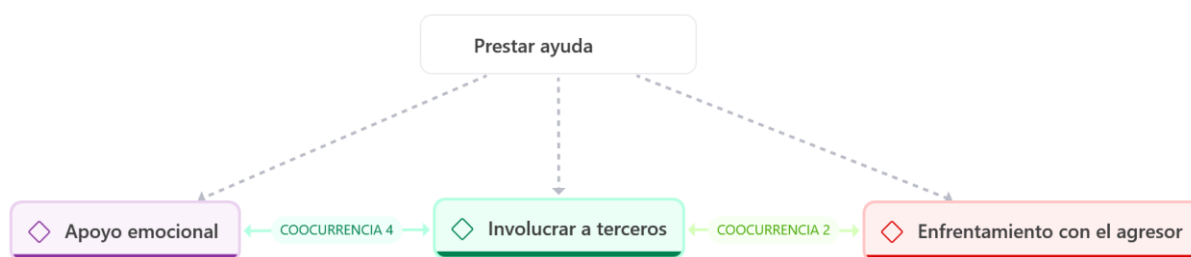 Prestar ayuda
Apoyo emocional
COOCURRENCIA 4
Involucrar a terceros
COOCURRENCIA 2
Enfrentamiento con el agresor